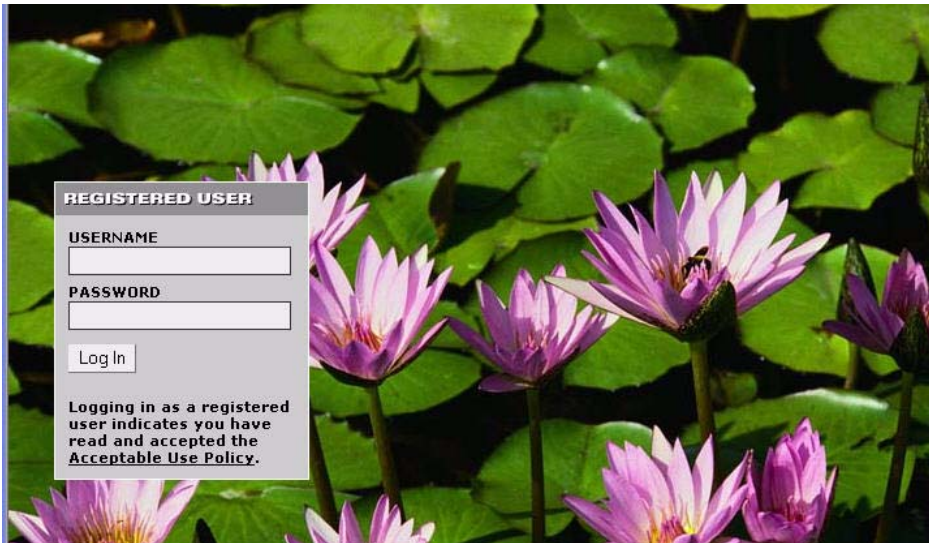 REGISTERED USER
USERNAME
PASSWORD
Log In
Logging in as a registered
user indicates you have
read and accepted the
Acceptable Use Policy.